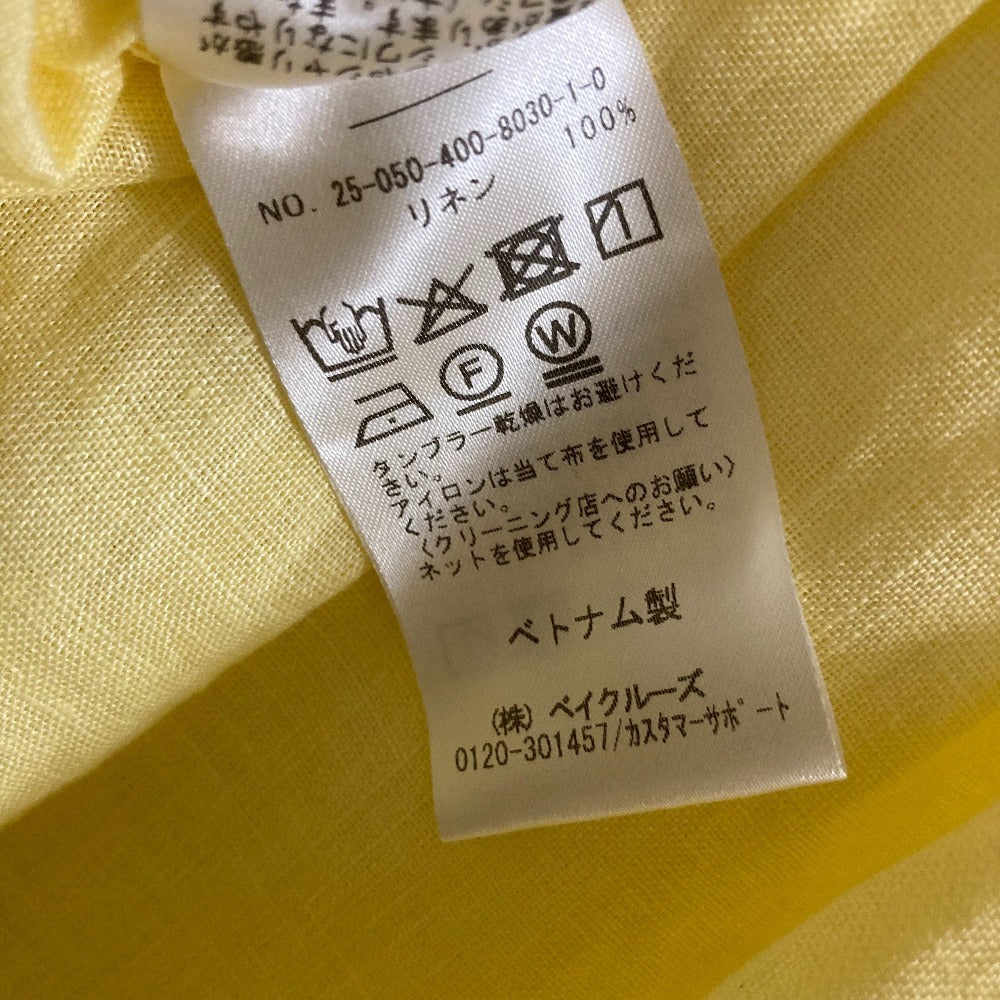 NO. 25-050-400-8030-1-0
リネン 100%
F
W
タンブラー乾燥はお避けくだ
さい。
アイロンは当て布を使用して
ください。
〈クリーニング店へのお願い〉
ネットを使用してください。
ベトナム製
(株) ベイクルーズ
0120-301457/カスタマーサポート